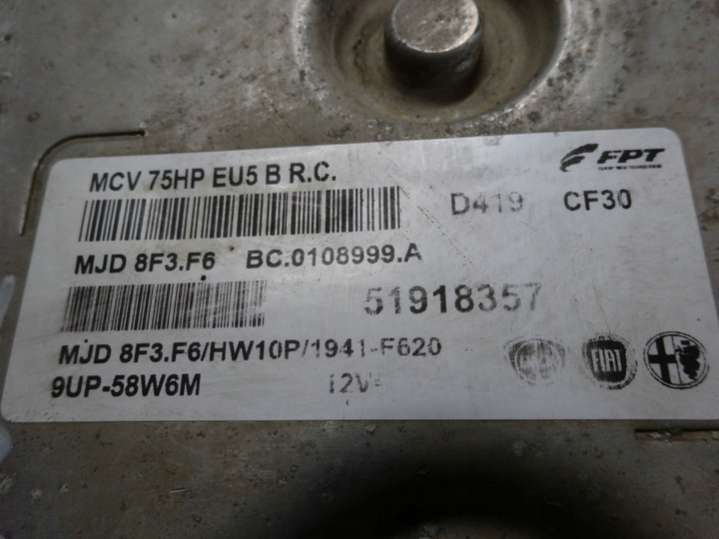 MCV 75HP EU5 B R.C.
FPT
D419 CF30
MJD 8F3.F6 BC.0108999.A
51918357
MJD 8F3.F6/HW10P/1941-F620
FIAT
9UP-58W6M 12V